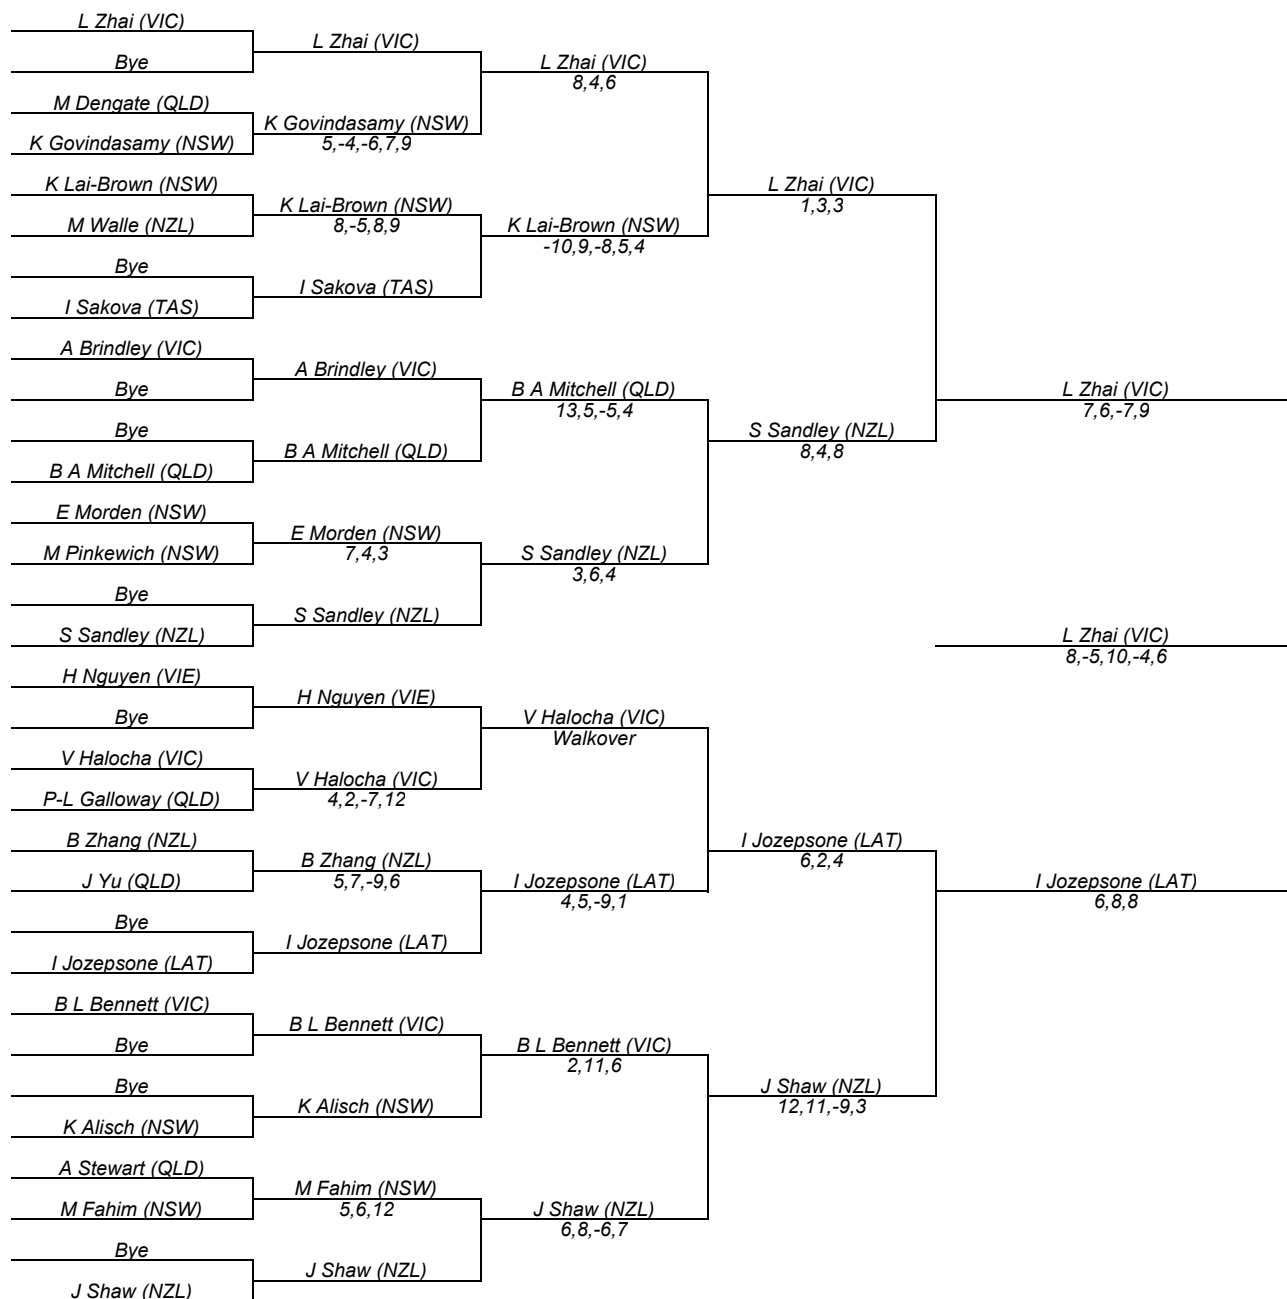 L Zhai (VIC)
Bye
M Dengate (QLD)
K Govindasamy (NSW)
K Lai-Brown (NSW)
M Walle (NZL)
Bye
I Sakova (TAS)
A Brindley (VIC)
Bye
Bye
B A Mitchell (QLD)
E Morden (NSW)
M Pinkewich (NSW)
Bye
S Sandley (NZL)
H Nguyen (VIE)
Bye
V Halocha (VIC)
P-L Galloway (QLD)
B Zhang (NZL)
J Yu (QLD)
Bye
I Jozepsone (LAT)
B L Bennett (VIC)
Bye
Bye
K Alisch (NSW)
A Stewart (QLD)
M Fahim (NSW)
Bye
J Shaw (NZL)
L Zhai (VIC)
K Govindasamy (NSW)
5,-4,-6,7,9
K Lai-Brown (NSW)
8,-5,8,9
I Sakova (TAS)
A Brindley (VIC)
B A Mitchell (QLD)
E Morden (NSW)
7,4,3
S Sandley (NZL)
H Nguyen (VIE)
V Halocha (VIC)
4,2,-7,12
B Zhang (NZL)
5,7,-9,6
I Jozepsone (LAT)
B L Bennett (VIC)
K Alisch (NSW)
M Fahim (NSW)
5,6,12
J Shaw (NZL)
L Zhai (VIC)
8,4,6
K Lai-Brown (NSW)
-10,9,-8,5,4
B A Mitchell (QLD)
13,5,-5,4
S Sandley (NZL)
3,6,4
V Halocha (VIC)
Walkover
I Jozepsone (LAT)
4,5,-9,1
B L Bennett (VIC)
2,11,6
J Shaw (NZL)
6,8,-6,7
L Zhai (VIC)
1,3,3
S Sandley (NZL)
8,4,8
I Jozepsone (LAT)
6,2,4
J Shaw (NZL)
12,11,-9,3
L Zhai (VIC)
7,6,-7,9
L Zhai (VIC)
8,-5,10,-4,6
I Jozepsone (LAT)
6,8,8